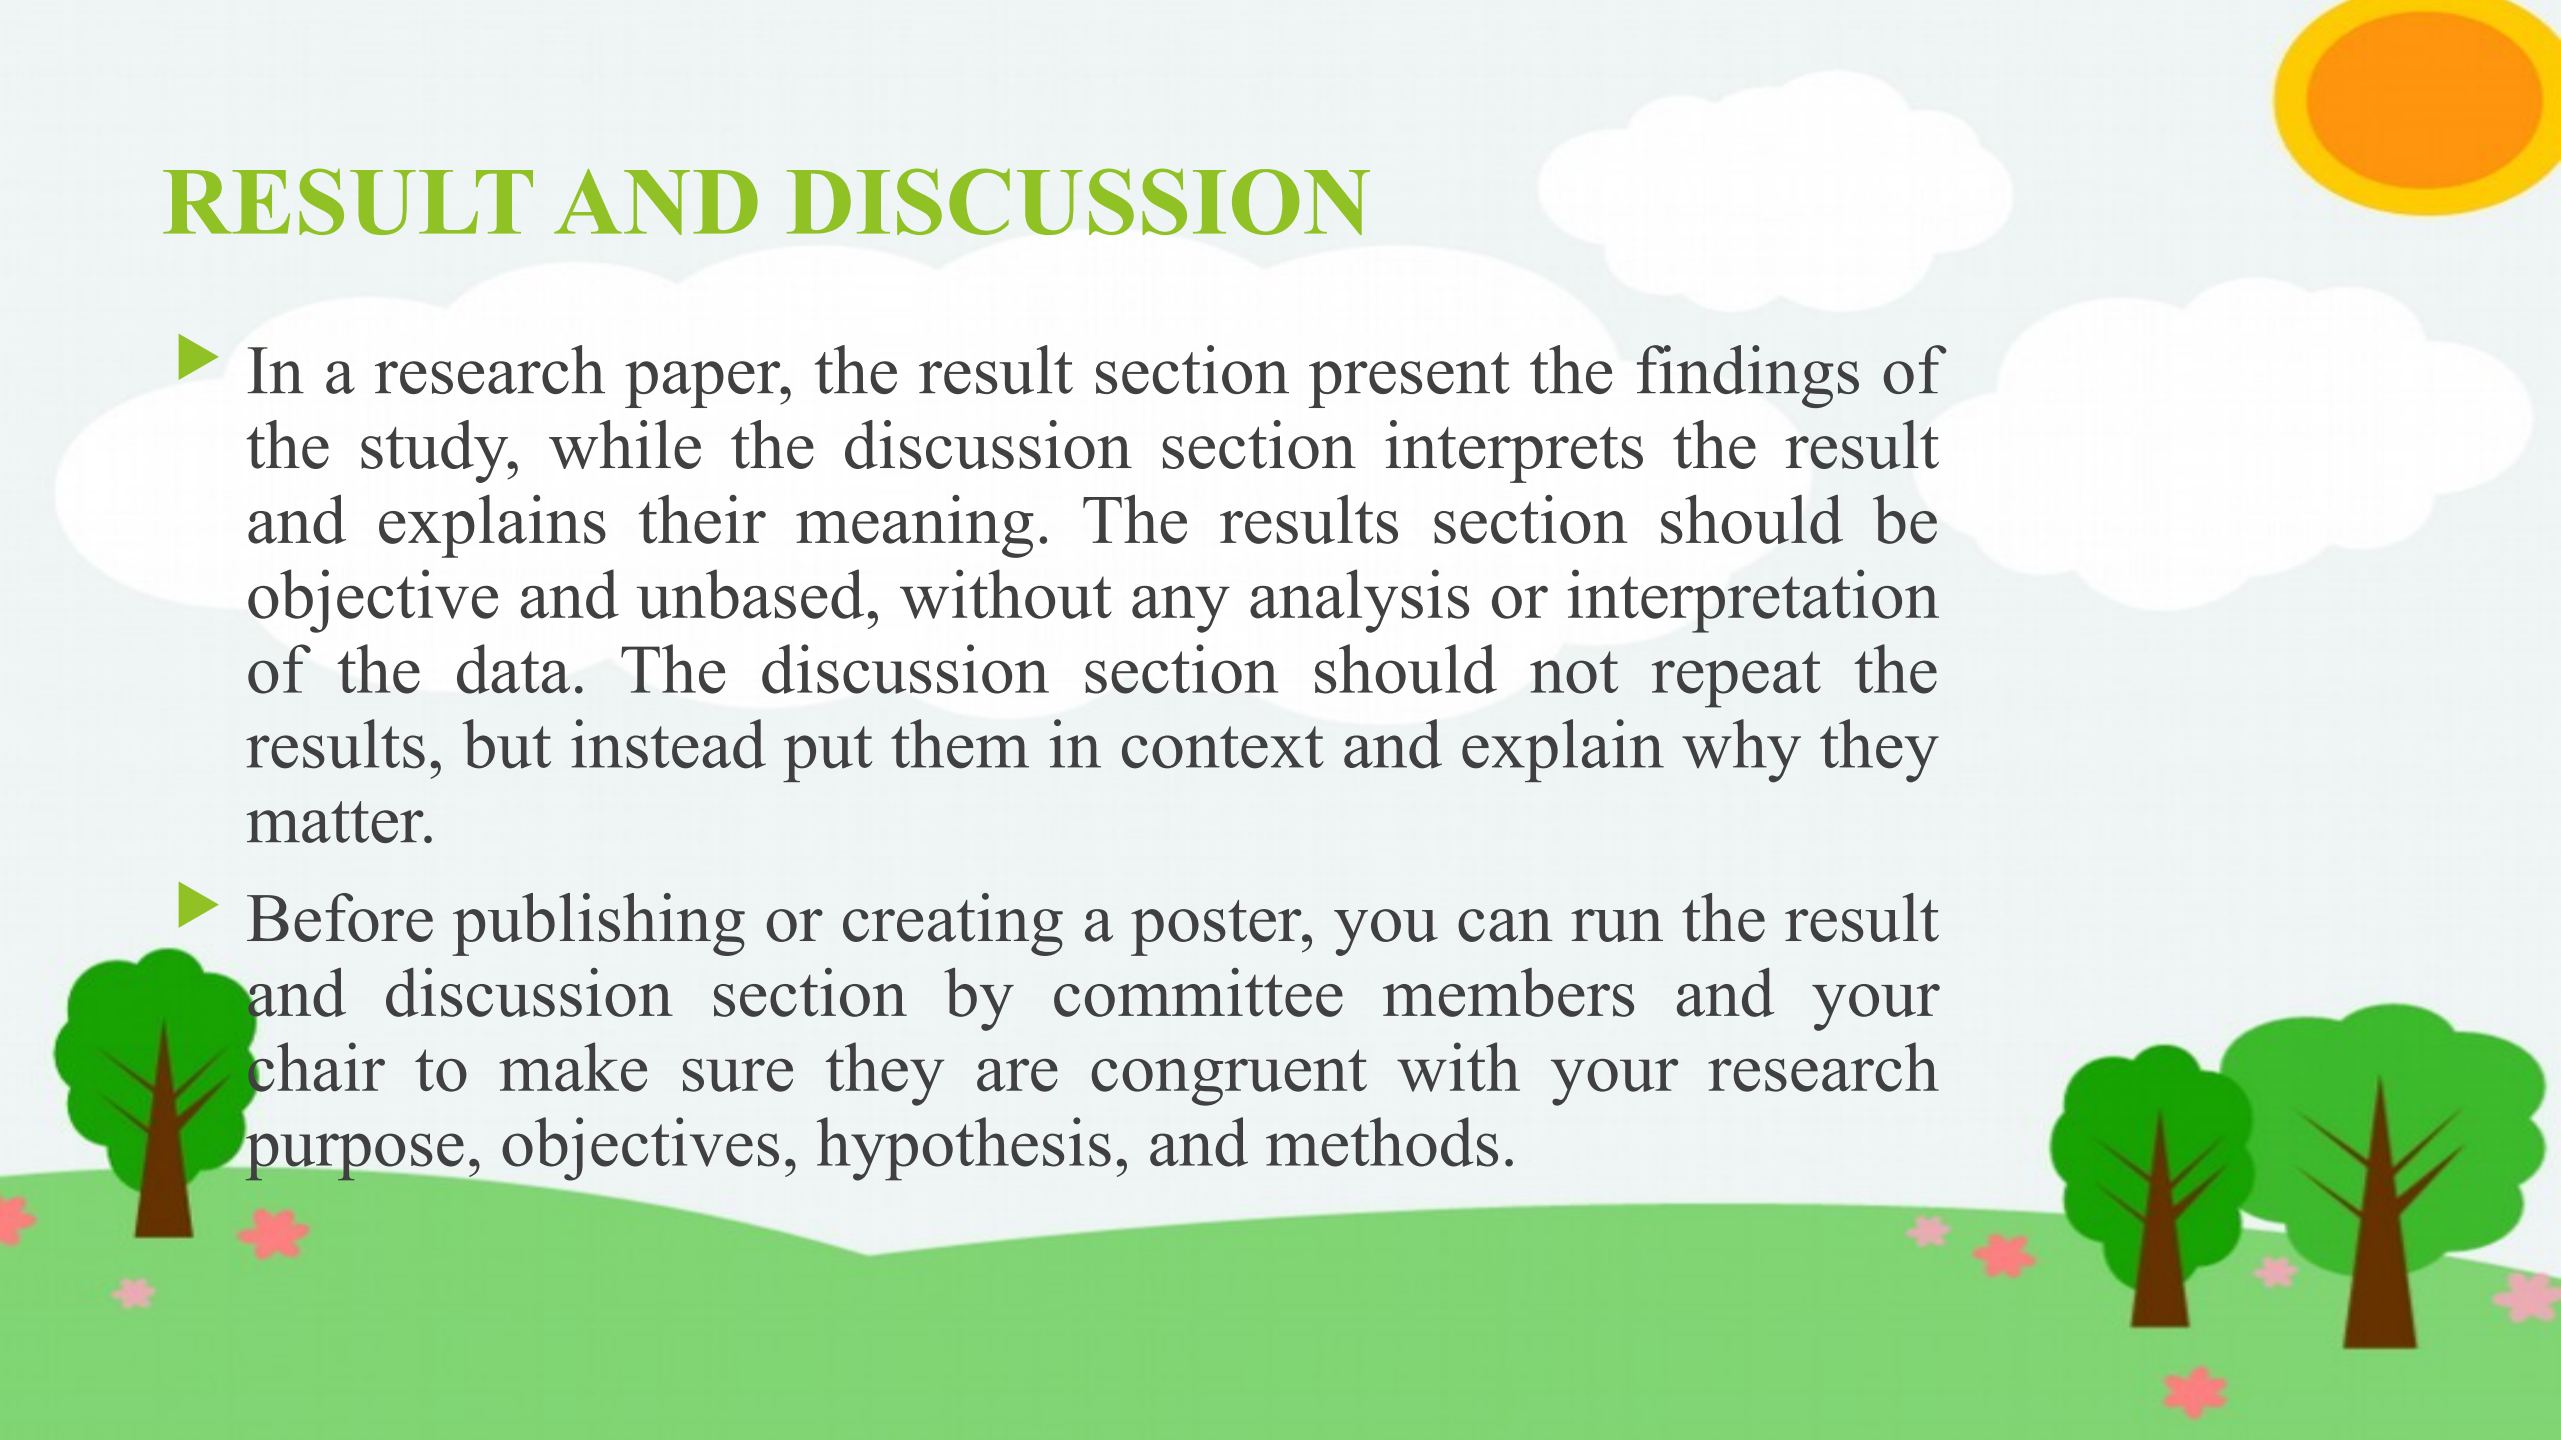 RESULT AND DISCUSSION
In a research paper, the result section present the findings of
the study, while the discussion section interprets the result
and explains their meaning. The results section should be
objective and unbased, without any analysis or interpretation
of the data. The discussion section should not repeat the
results, but instead put them in context and explain why they
matter.
Before publishing or creating a poster, you can run the result
and discussion section by committee members and your
chair to make sure they are congruent with your research
purpose, objectives, hypothesis, and methods.